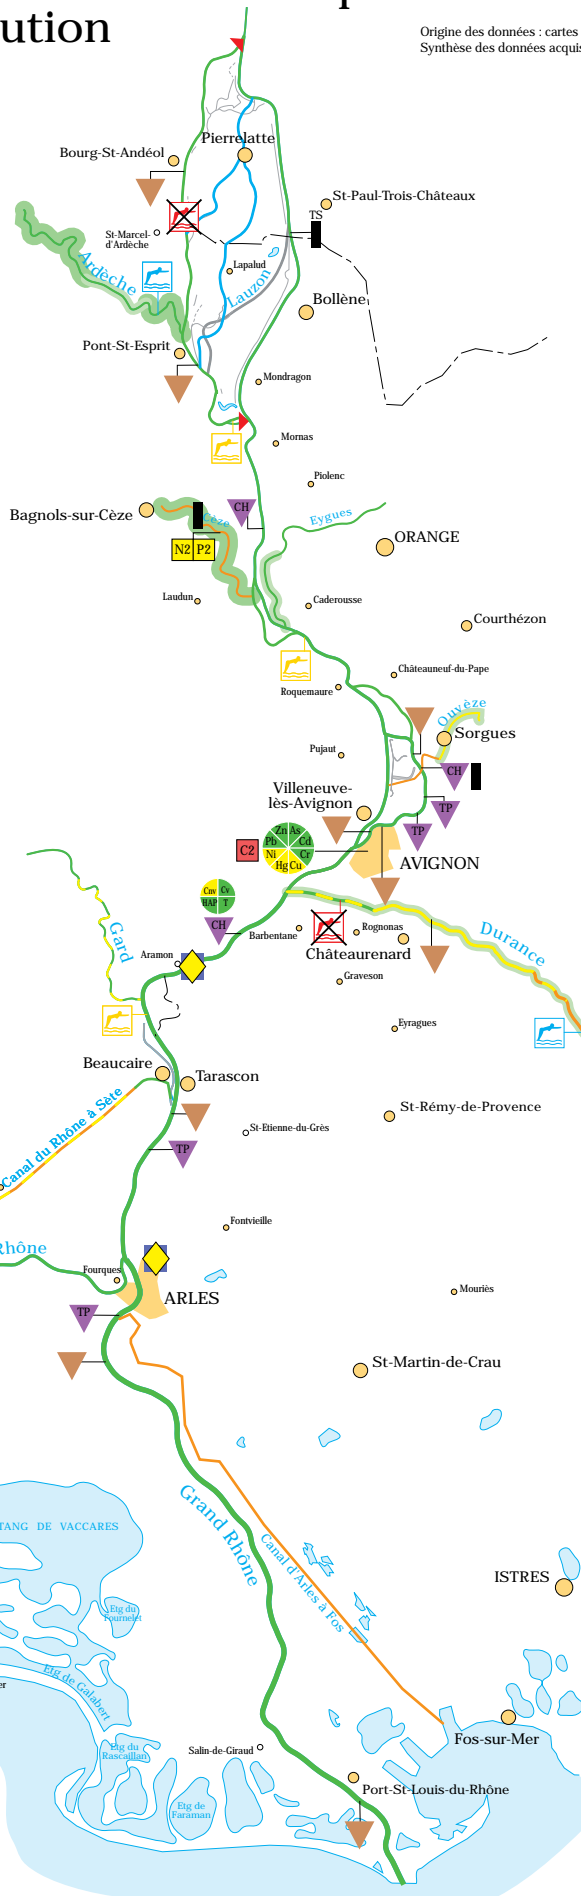 ution
Origine des données : cartes
Synthèse des données acquis
Pierrelatte
Bourg-St-Andéol
St-Paul-Trois-Châteaux
TS
St-Marcel-
d'Ardèche
Ardèche
Lapalud
Lauzon
Bollène
Pont-St-Esprit
Mondragon
Mornas
Piolenc
CH
Bagnols-sur-Cèze
Cèze
Eygues
ORANGE
N2 P2
Laudun
Caderousse
Courthézon
Châteauneuf-du-Pape
Roquemaure
Ouvèze
Sorgues
Pujaut
CH
Villeneuve-
lès-Avignon
TP
TP
Zn As
Pb Cd
Ni Cr
Hg Cu
C2
AVIGNON
Cuv Cv
HAP T
CH
Gard
Barbentane
Rognonas
Durance
Châteaurenard
Aramon
Graveson
Eyragues
Beaucaire
Tarascon
Canal du Rhône à Sète
St-Rémy-de-Provence
St-Etienne-du-Grès
TP
Fontvieille
Rhône
Fourques
Mouriès
ARLES
TP
St-Martin-de-Crau
Grand Rhône
TANG DE VACCARES
Canal d'Arles à Fos
ISTRES
Etg du
Fournelet
Etg de Galabert
er
Fos-sur-Mer
Etg du
Rascaillan
Salin-de-Giraud
Port-St-Louis-du-Rhône
Etg de
Faraman